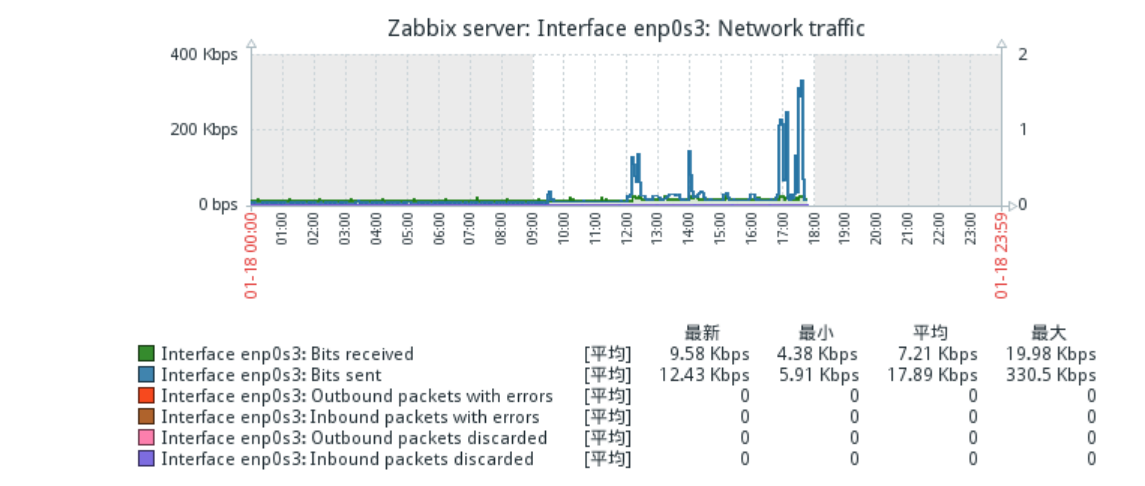 Zabbix server: Interface enp0s3: Network traffic
400 Kbps
2
200 Kbps
1
0 bps
0
01-18 00:00 01:00 02:00 03:00 04:00 05:00 06:00 07:00 08:00 09:00 10:00 11:00 12:00 13:00 14:00 15:00 16:00 17:00 18:00 19:00 20:00 21:00 22:00 23:00 01-18 23:59
最新 最小 平均 最大
Interface enp0s3: Bits received [平均] 9.58 Kbps 4.38 Kbps 7.21 Kbps 19.98 Kbps
Interface enp0s3: Bits sent [平均] 12.43 Kbps 5.91 Kbps 17.89 Kbps 330.5 Kbps
Interface enp0s3: Outbound packets with errors [平均] 0 0 0 0
Interface enp0s3: Inbound packets with errors [平均] 0 0 0 0
Interface enp0s3: Outbound packets discarded [平均] 0 0 0 0
Interface enp0s3: Inbound packets discarded [平均] 0 0 0 0